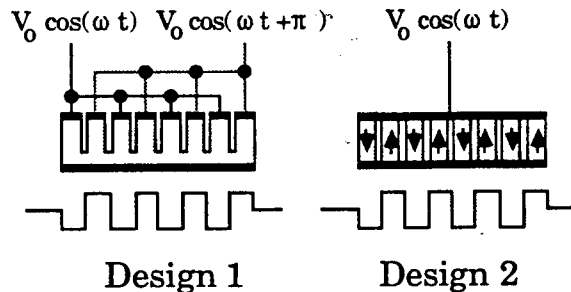 V₀ cos(ω t) V₀ cos(ω t+π)
V₀ cos(ω t)
Design 1
Design 2